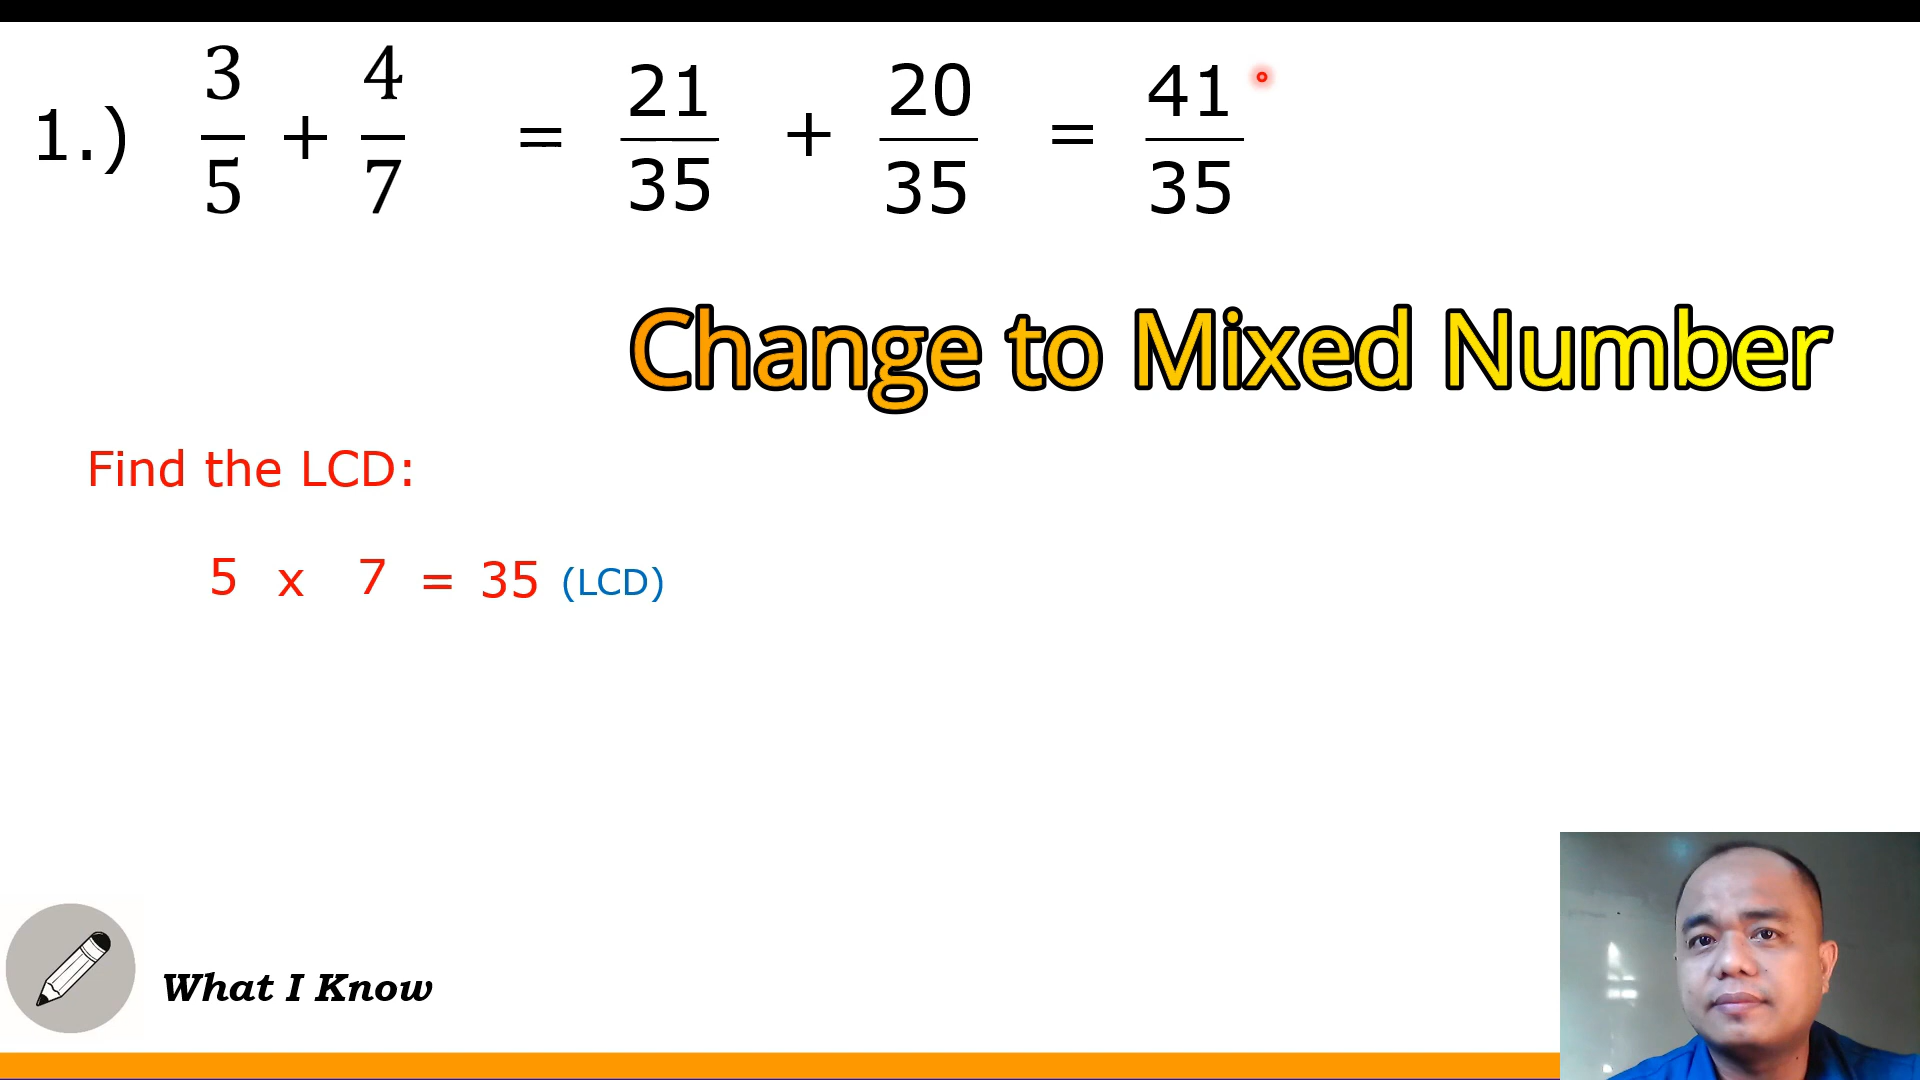 1.) 3/5 + 4/7 = 21/35 + 20/35 = 41/35
Change to Mixed Number
Find the LCD:
5 x 7 = 35 (LCD)
What I Know